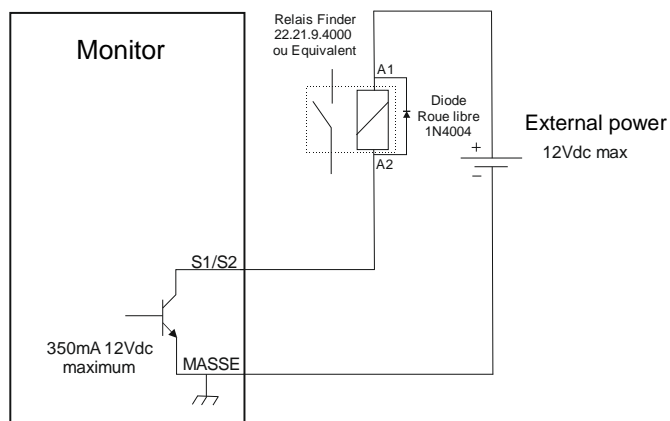 Monitor
Relais Finder
22.21.9.4000
ou Equivalent
A1
Diode
Roue libre
1N4004
A2
External power
+
12Vdc max
−
S1/S2
350mA 12Vdc
maximum
MASSE